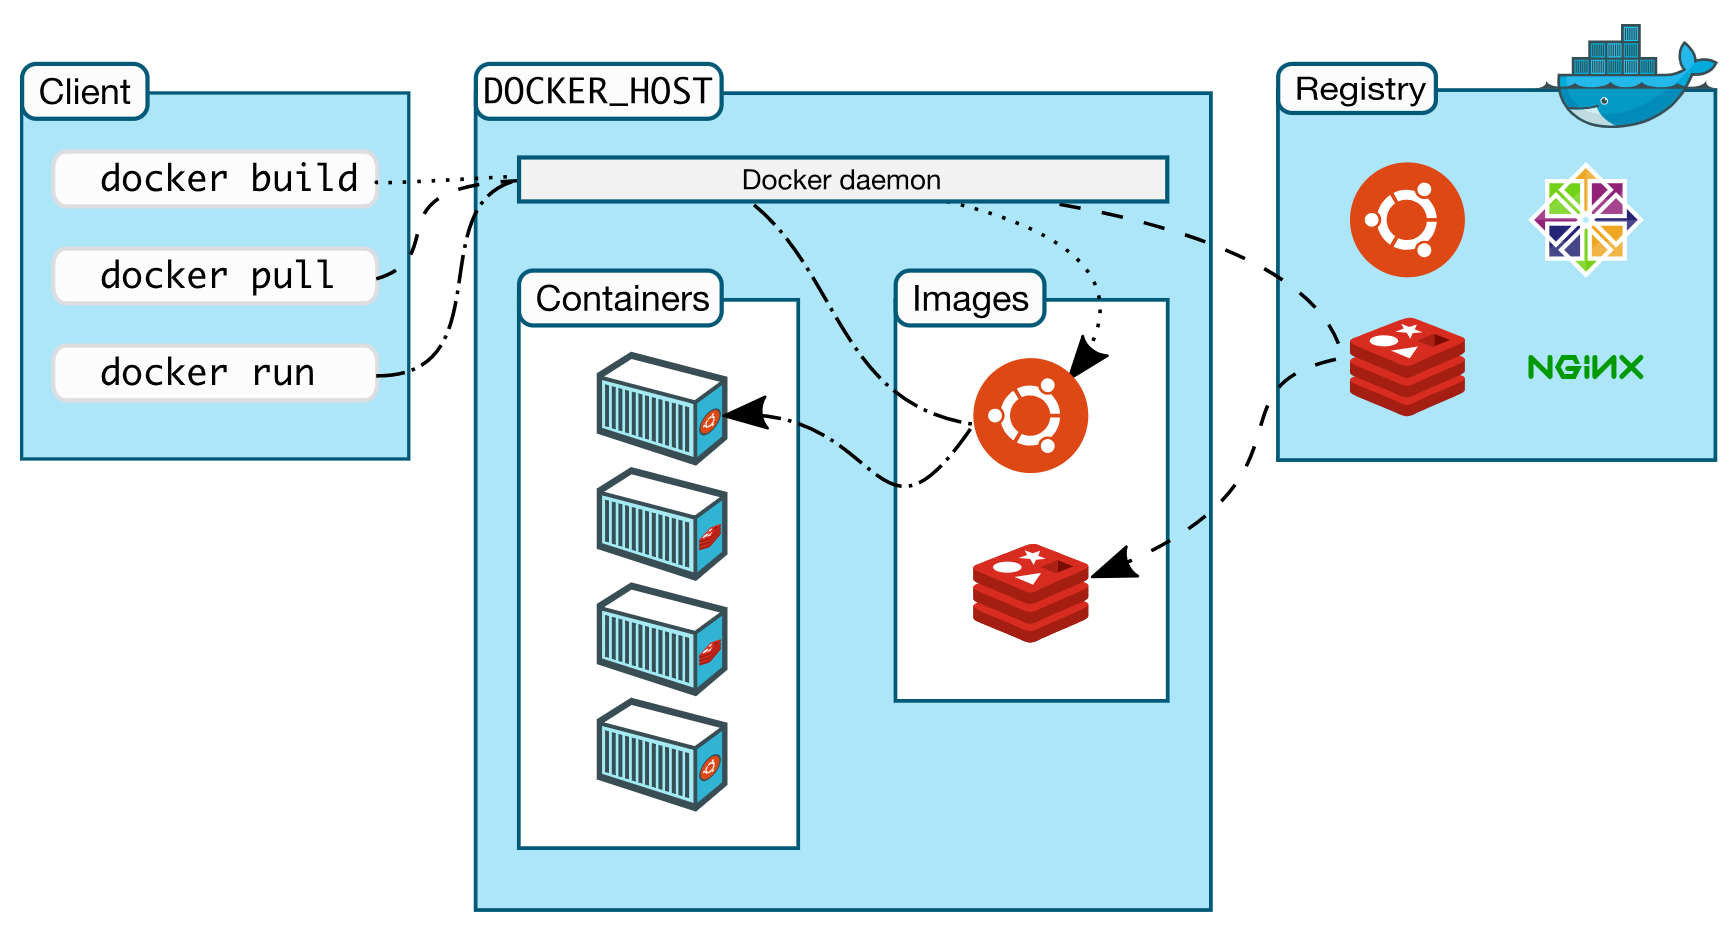 Client
docker build
docker pull
docker run
DOCKER_HOST
Docker daemon
Containers
Images
Registry
NGiNX